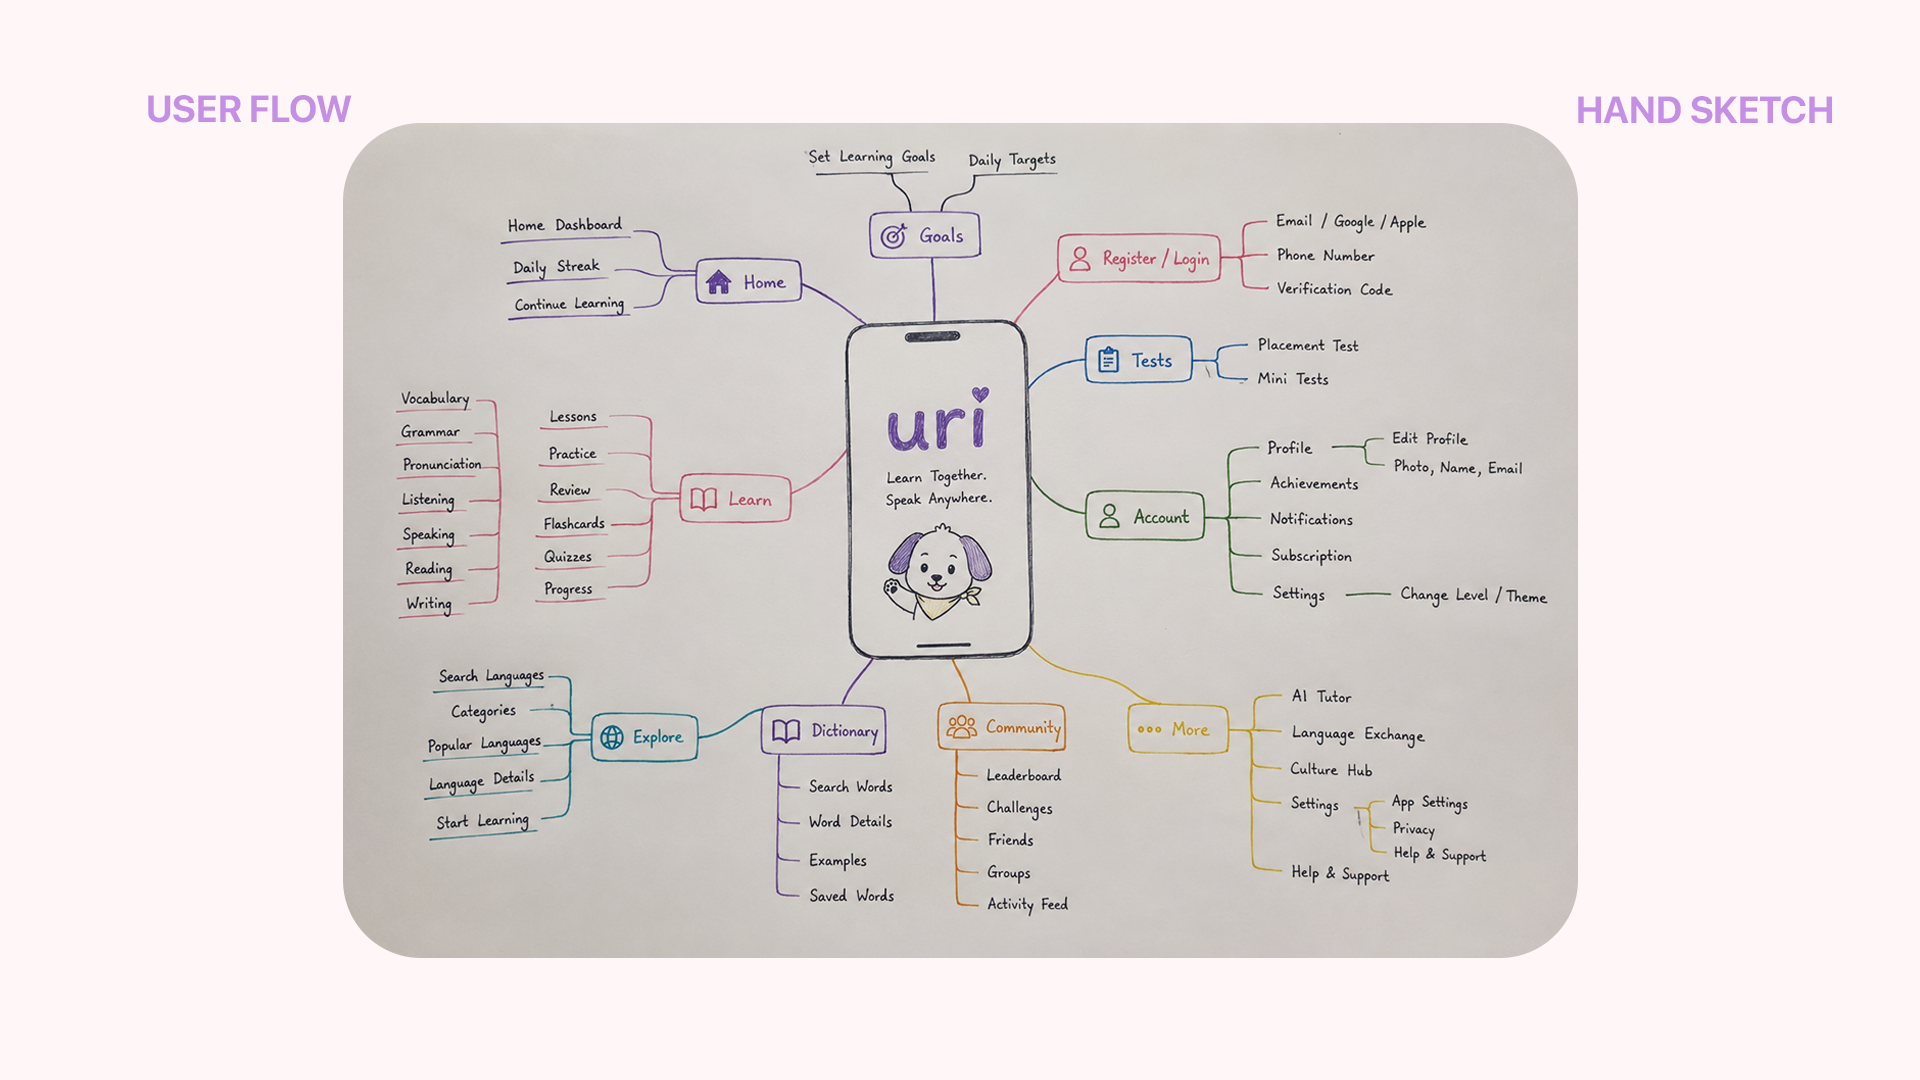 USER FLOW
HAND SKETCH
Set Learning Goals
Daily Targets
Goals
Home Dashboard
Daily Streak
Continue Learning
Home
Register / Login
Email / Google / Apple
Phone Number
Verification Code
Tests
Placement Test
Mini Tests
uri
Learn Together.
Speak Anywhere.
Vocabulary
Grammar
Pronunciation
Listening
Speaking
Reading
Writing
Lessons
Practice
Review
Flashcards
Quizzes
Progress
Learn
Account
Profile
Edit Profile
Photo, Name, Email
Achievements
Notifications
Subscription
Settings
Change Level / Theme
Search Languages
Categories
Popular Languages
Language Details
Start Learning
Explore
Dictionary
Search Words
Word Details
Examples
Saved Words
Community
Leaderboard
Challenges
Friends
Groups
Activity Feed
More
AI Tutor
Language Exchange
Culture Hub
Settings
App Settings
Privacy
Help & Support
Help & Support